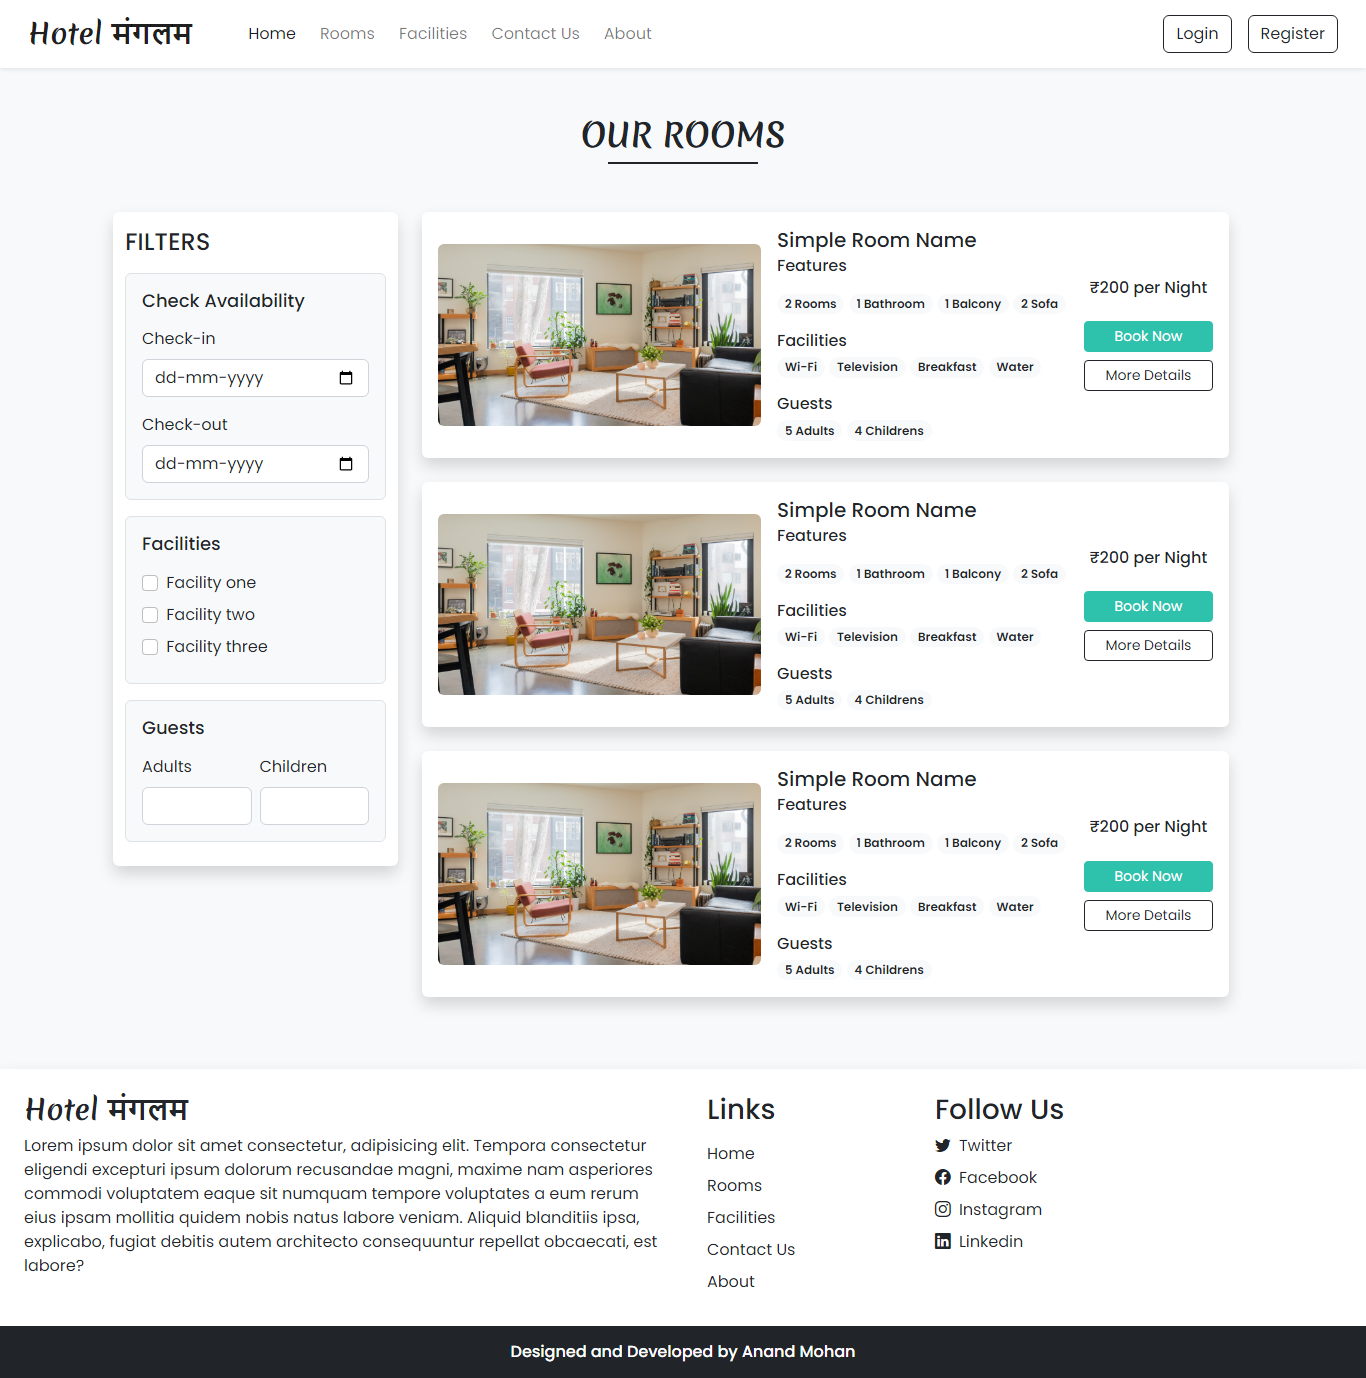 Hotel मंगलम
Home Rooms Facilities Contact Us About
Login Register
OUR ROOMS
FILTERS
Check Availability
Check-in
dd-mm-yyyy
Check-out
dd-mm-yyyy
Facilities
Facility one
Facility two
Facility three
Guests
Adults Children
Simple Room Name
Features
2 Rooms 1 Bathroom 1 Balcony 2 Sofa
Facilities
Wi-Fi Television Breakfast Water
Guests
5 Adults 4 Childrens
₹200 per Night
Book Now
More Details
Simple Room Name
Features
2 Rooms 1 Bathroom 1 Balcony 2 Sofa
Facilities
Wi-Fi Television Breakfast Water
Guests
5 Adults 4 Childrens
₹200 per Night
Book Now
More Details
Simple Room Name
Features
2 Rooms 1 Bathroom 1 Balcony 2 Sofa
Facilities
Wi-Fi Television Breakfast Water
Guests
5 Adults 4 Childrens
₹200 per Night
Book Now
More Details
Hotel मंगलम
Lorem ipsum dolor sit amet consectetur, adipisicing elit. Tempora consectetur
eligendi excepturi ipsum dolorum recusandae magni, maxime nam asperiores
commodi voluptatem eaque sit numquam tempore voluptates a eum rerum
eius ipsam mollitia quidem nobis natus labore veniam. Aliquid blanditiis ipsa,
explicabo, fugiat debitis autem architecto consequuntur repellat obcaecati, est
labore?
Links
Home
Rooms
Facilities
Contact Us
About
Follow Us
Twitter
Facebook
Instagram
Linkedin
Designed and Developed by Anand Mohan